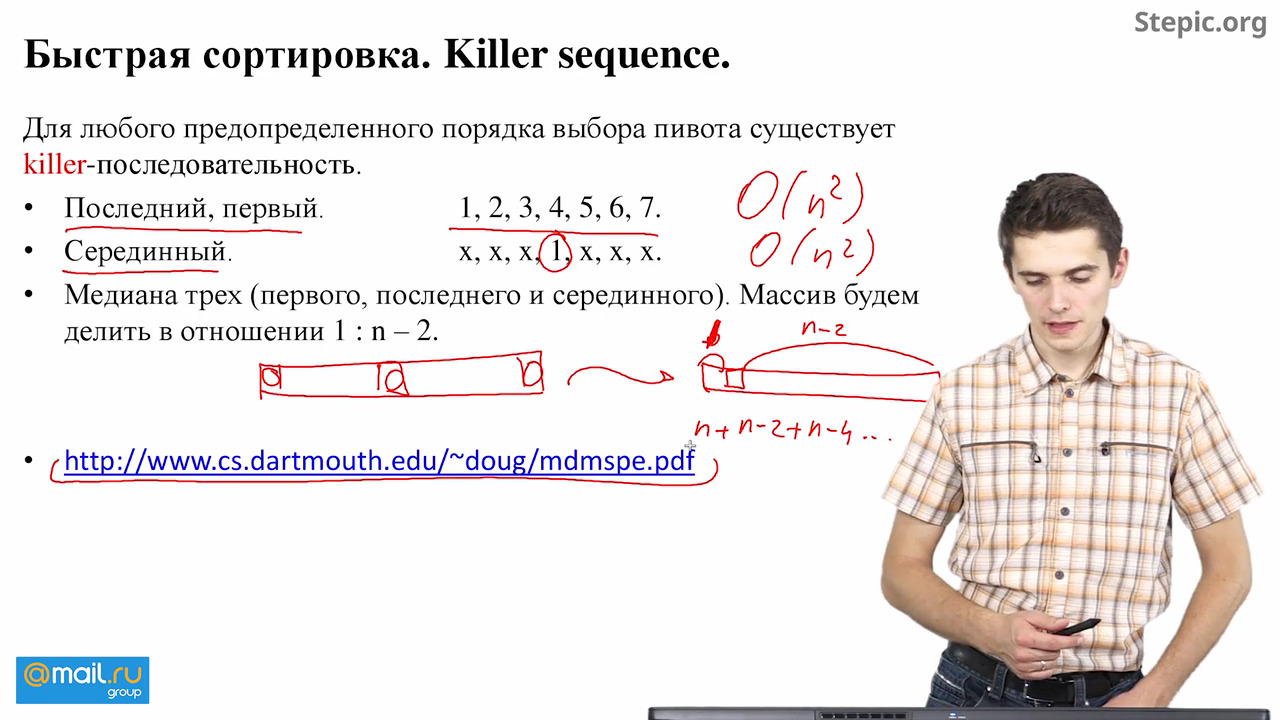 Stepic.org
Быстрая сортировка. Killer sequence.
Для любого предопределенного порядка выбора пивота существует
killer-последовательность.
• Последний, первый. 1, 2, 3, 4, 5, 6, 7. O(n²)
• Серединный. x, x, x, 1, x, x, x. O(n²)
• Медиана трех (первого, последнего и серединного). Массив будем
делить в отношении 1 : n – 2.
n-2
n+n-2+n-4...
• http://www.cs.dartmouth.edu/~doug/mdmspe.pdf
@mail.ru
group